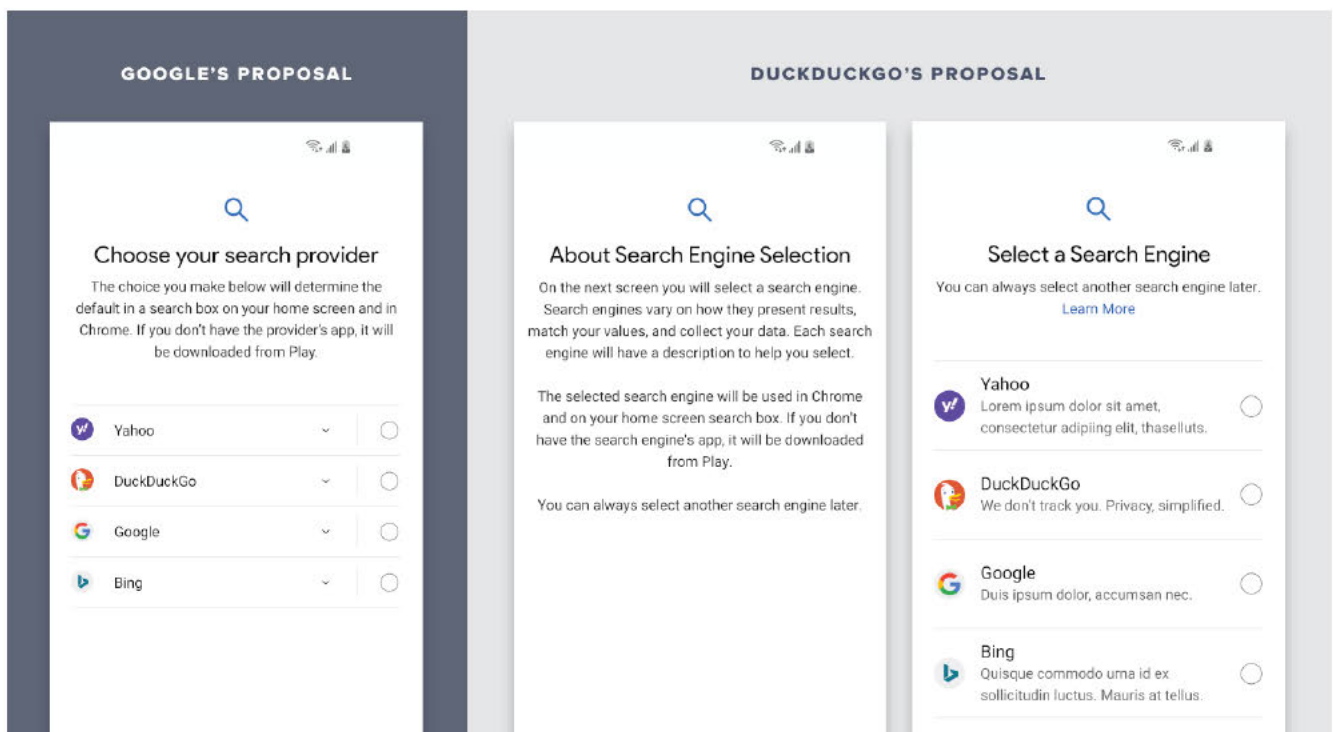 GOOGLE'S PROPOSAL
Choose your search provider
The choice you make below will determine the
default in a search box on your home screen and in
Chrome. If you don't have the provider's app, it will
be downloaded from Play.
Yahoo
DuckDuckGo
Google
Bing
DUCKDUCKGO'S PROPOSAL
About Search Engine Selection
On the next screen you will select a search engine.
Search engines vary on how they present results,
match your values, and collect your data. Each search
engine will have a description to help you select.
The selected search engine will be used in Chrome
and on your home screen search box. If you don't
have the search engine's app, it will be downloaded
from Play.
You can always select another search engine later.
Select a Search Engine
You can always select another search engine later.
Learn More
Yahoo
Lorem ipsum dolor sit amet,
consectetur adipiing elit, thaselluts.
DuckDuckGo
We don't track you. Privacy, simplified.
Google
Duis ipsum dolor, accumsan nec.
Bing
Quisque commodo urna id ex
sollicitudin luctus. Mauris at tellus.